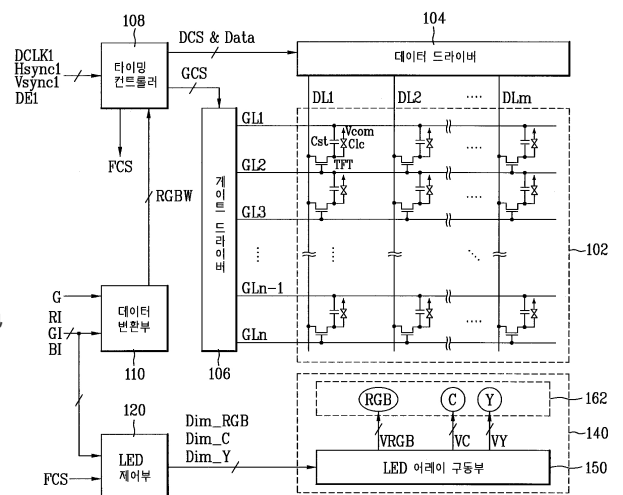 108
104
DCLK1
Hsync1
Vsync1
DE1
타이밍
컨트롤러
DCS & Data
GCS
데이터 드라이버
DL1
DL2
....
DLm
GL1
Vcom
Cst
Clc
TFT
GL2
GL3
FCS
RGBW
게이트 드라이버
102
GLn-1
GLn
G
RI
GI
BI
데이터
변환부
110
106
RGB
C
Y
162
140
120
Dim_RGB
Dim_C
Dim_Y
VRGB
VC
VY
LED
제어부
FCS
LED 어레이 구동부
150